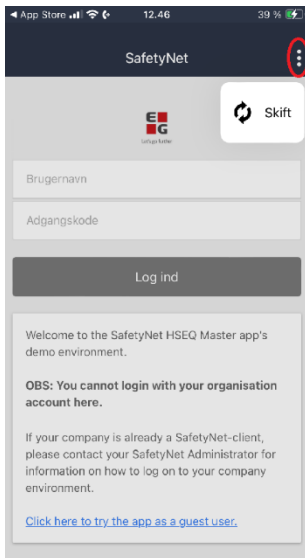 App Store 12.46 39 %
SafetyNet
Skift
EG
Brugernavn
Adgangskode
Log ind
Welcome to the SafetyNet HSEQ Master app's
demo environment.
OBS: You cannot login with your organisation
account here.
If your company is already a SafetyNet-client,
please contact your SafetyNet Administrator for
information on how to log on to your company
environment.
Click here to try the app as a guest user.